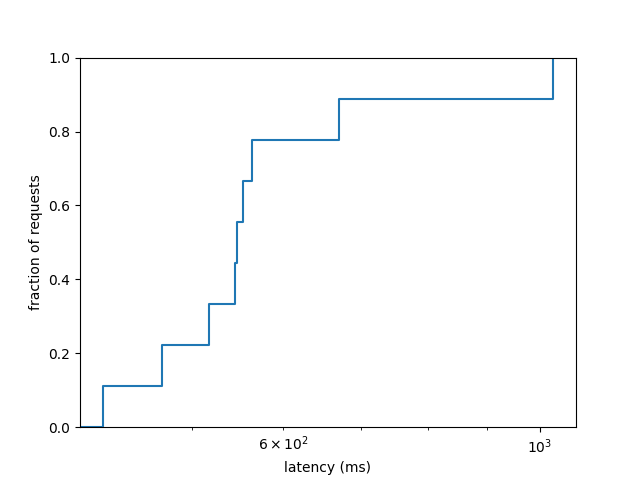 1.0
0.8
0.6
0.4
0.2
0.0
fraction of requests
6 × 10²
10³
latency (ms)